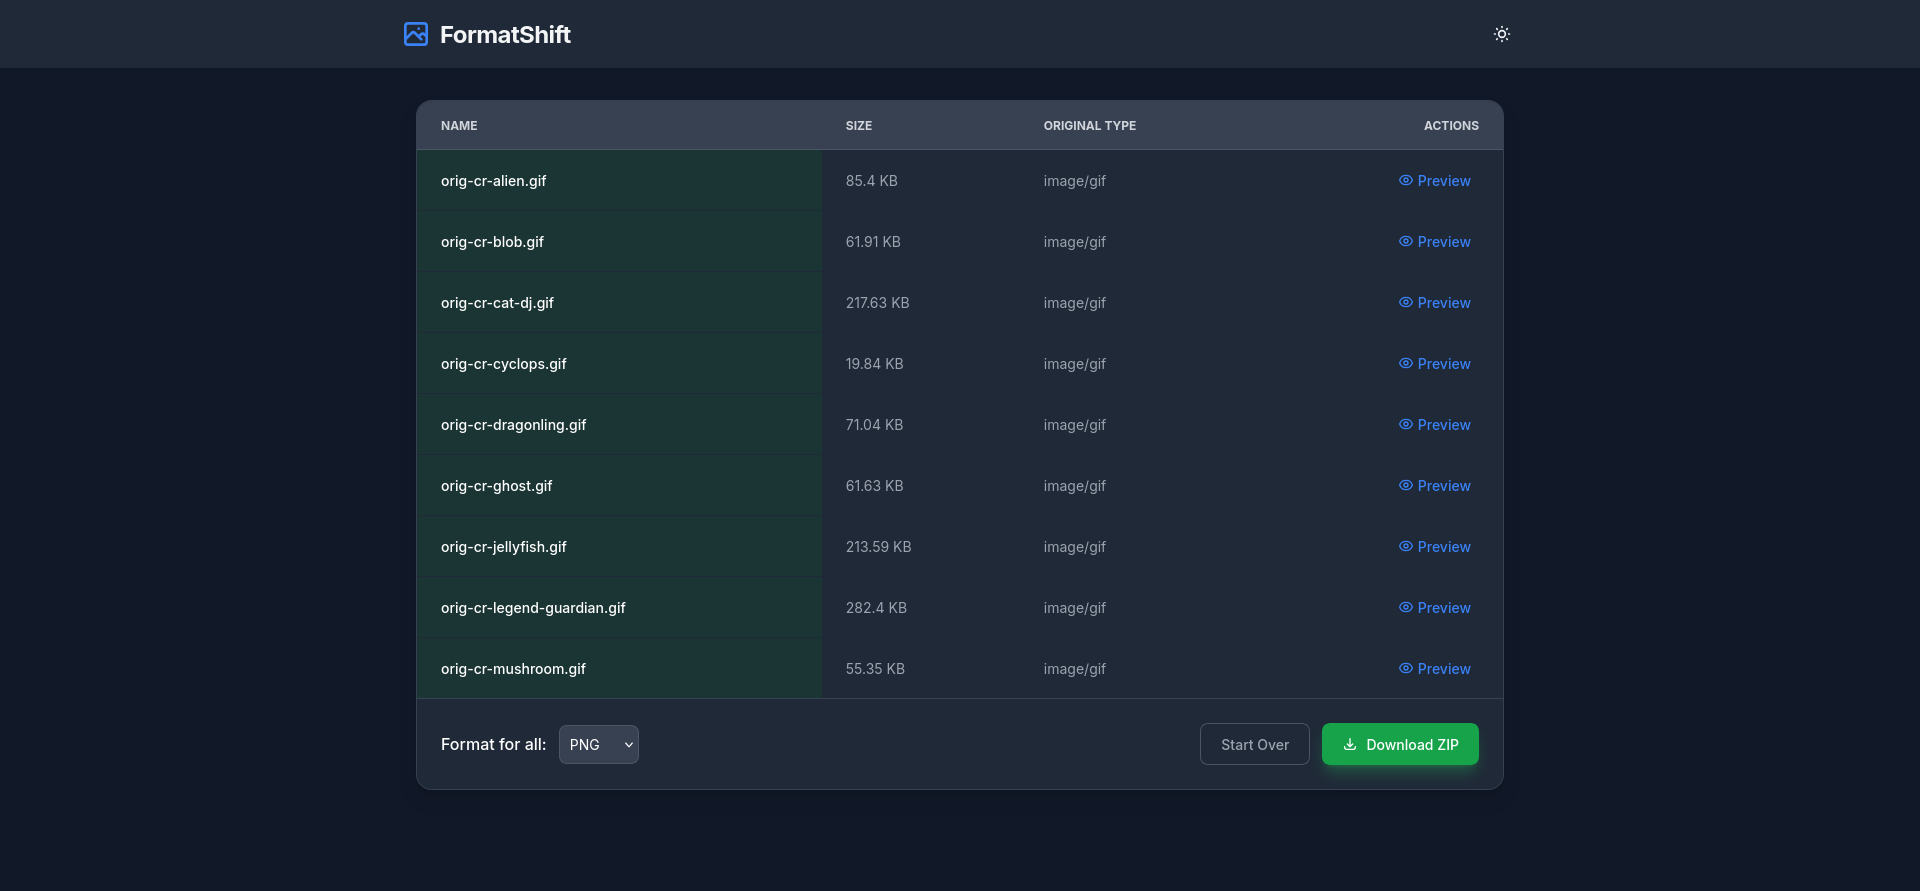 FormatShift
NAME SIZE ORIGINAL TYPE ACTIONS
orig-cr-alien.gif 85.4 KB image/gif Preview
orig-cr-blob.gif 61.91 KB image/gif Preview
orig-cr-cat-dj.gif 217.63 KB image/gif Preview
orig-cr-cyclops.gif 19.84 KB image/gif Preview
orig-cr-dragonling.gif 71.04 KB image/gif Preview
orig-cr-ghost.gif 61.63 KB image/gif Preview
orig-cr-jellyfish.gif 213.59 KB image/gif Preview
orig-cr-legend-guardian.gif 282.4 KB image/gif Preview
orig-cr-mushroom.gif 55.35 KB image/gif Preview
Format for all: PNG Start Over Download ZIP